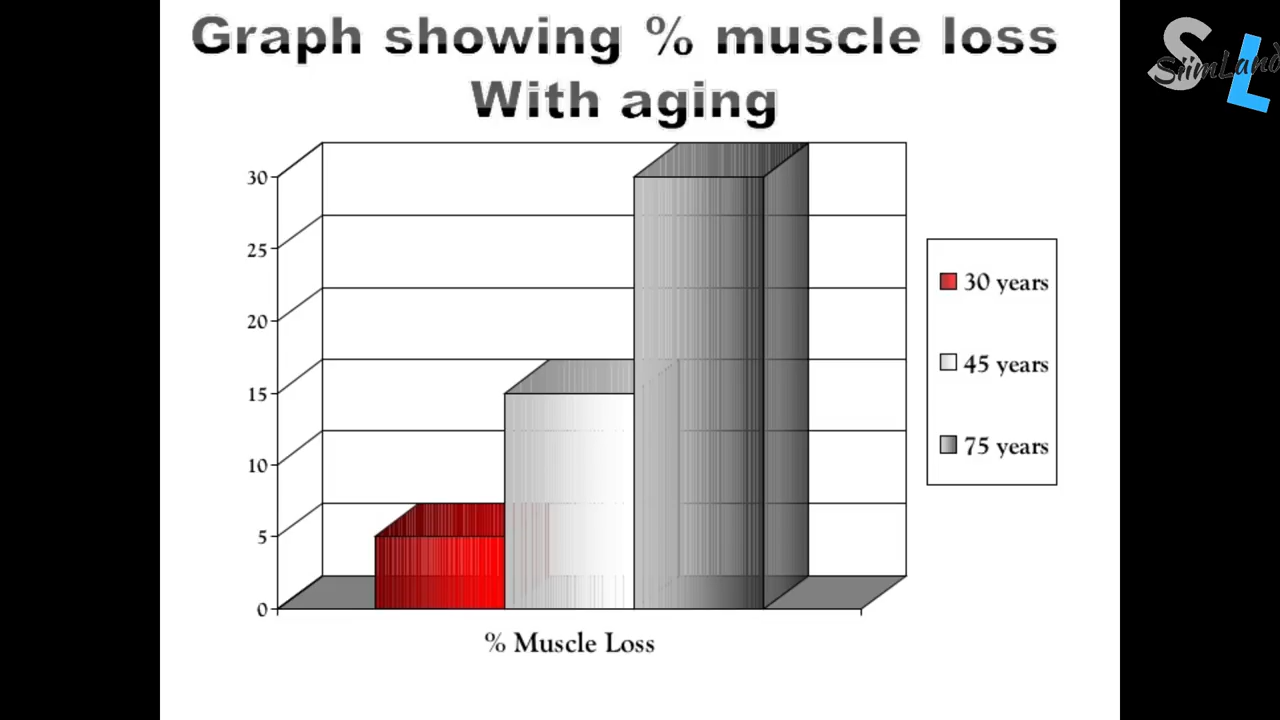 Graph showing % muscle loss
With aging
S
L
SiimLand
30
25
20
15
10
5
0
30 years
45 years
75 years
% Muscle Loss